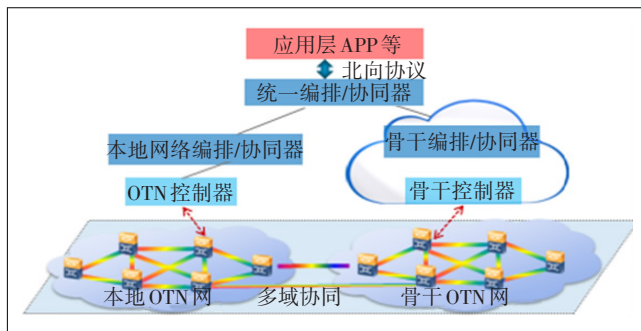 应用层APP等
北向协议
统一编排/协同器
本地网络编排/协同器
骨干编排/协同器
OTN控制器
骨干控制器
本地OTN网
多域协同
骨干OTN网